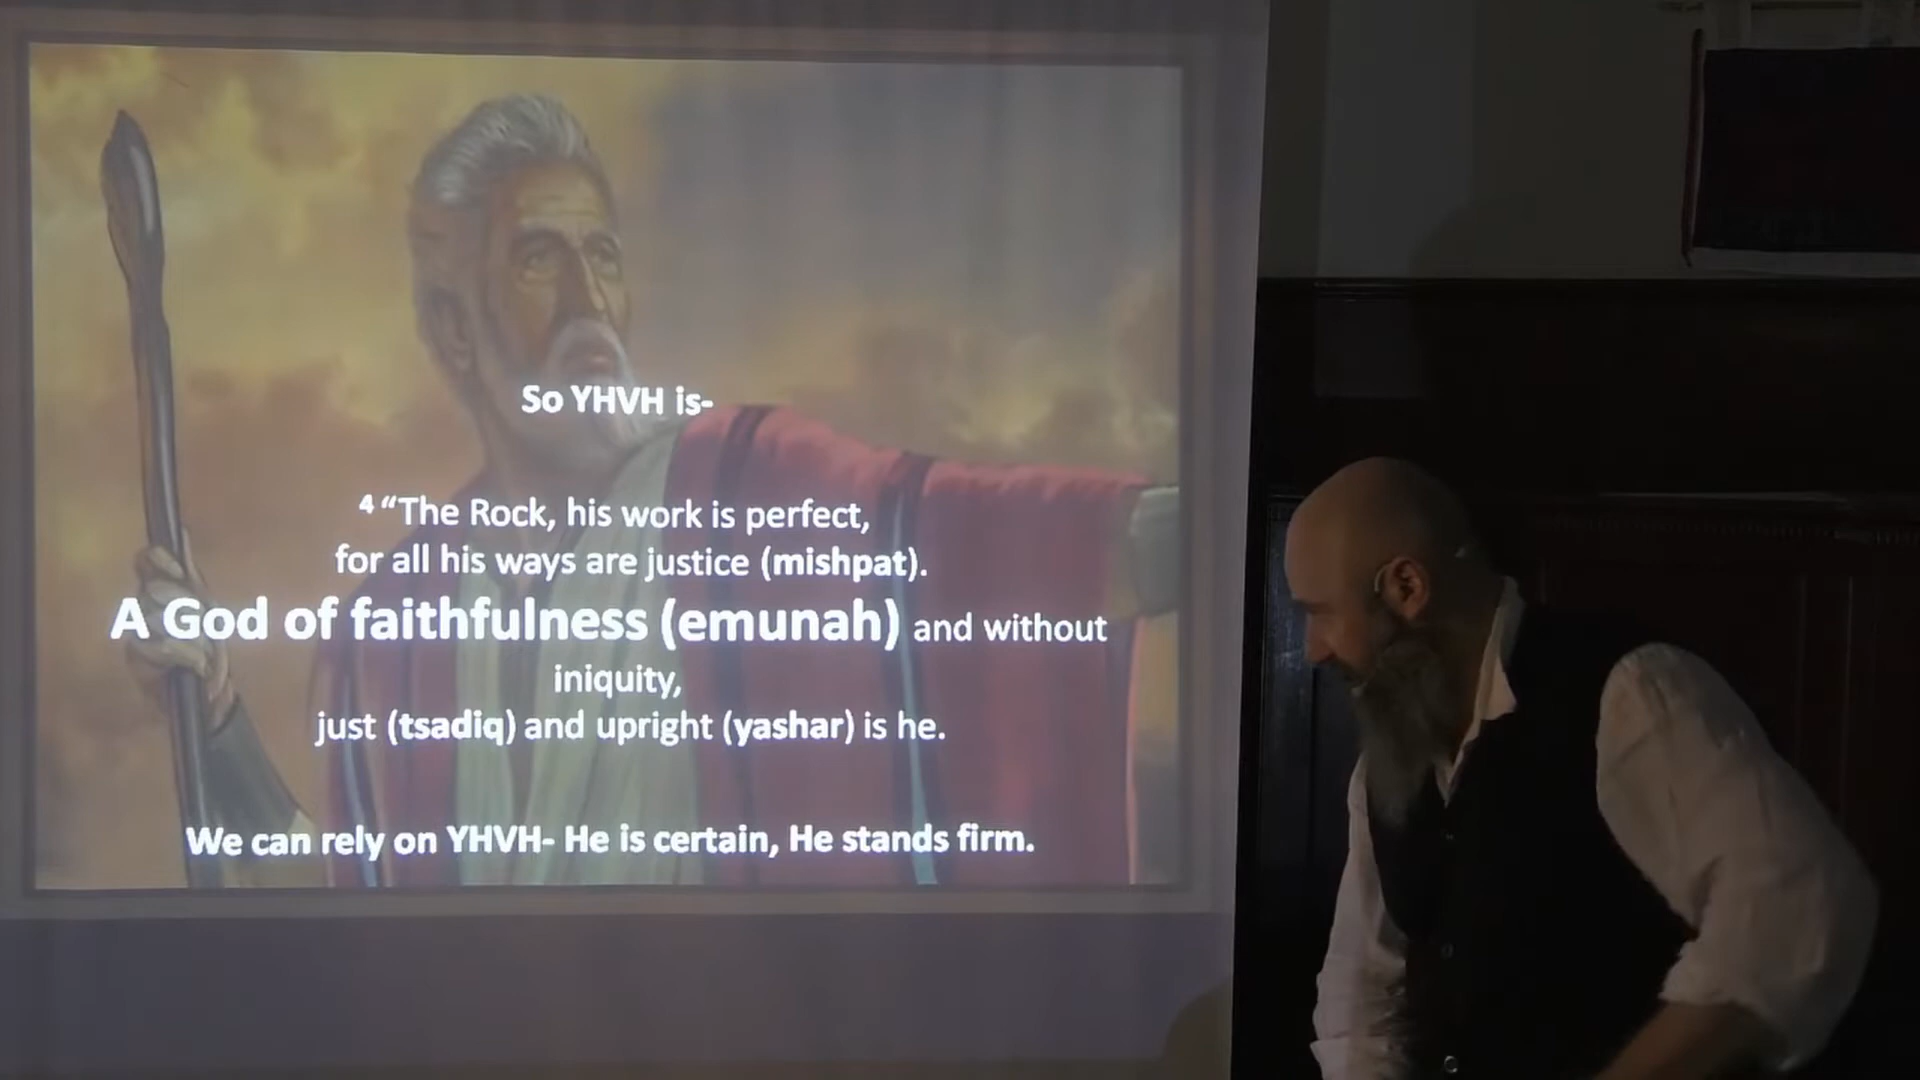 So YHVH is-
4 “The Rock, his work is perfect,
for all his ways are justice (mishpat).
A God of faithfulness (emunah) and without
iniquity,
just (tsadiq) and upright (yashar) is he.
We can rely on YHVH- He is certain, He stands firm.